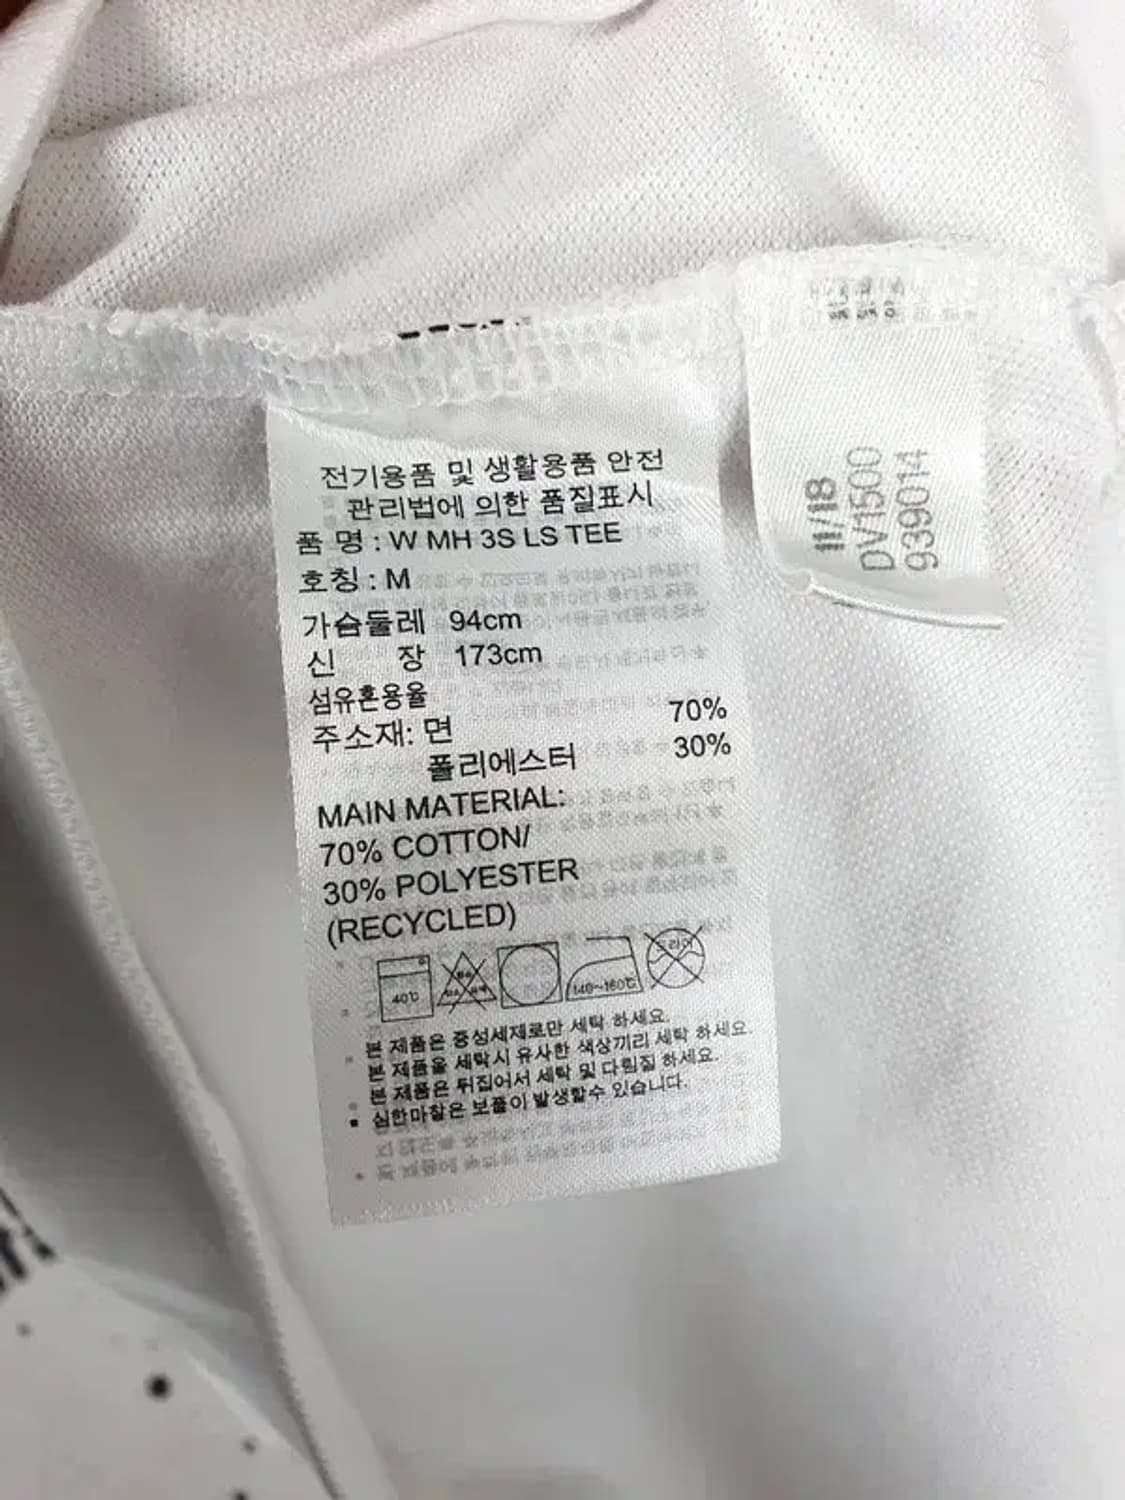 전기용품 및 생활용품 안전
관리법에 의한 품질표시
품 명 : W MH 3S LS TEE
호칭 : M
가슴둘레 94cm
신 장 173cm
섬유혼용율
주소재: 면 70%
폴리에스터 30%
MAIN MATERIAL:
70% COTTON/
30% POLYESTER
(RECYCLED)
40℃
140~160℃
드라이
본 제품은 중성세제로만 세탁 하세요.
본 제품을 세탁시 유사한 색상끼리 세탁 하세요.
본 제품은 뒤집어서 세탁 및 다림질 하세요.
▪ 심한마찰은 보풀이 발생할수 있습니다.
11/18
DV1500
939014